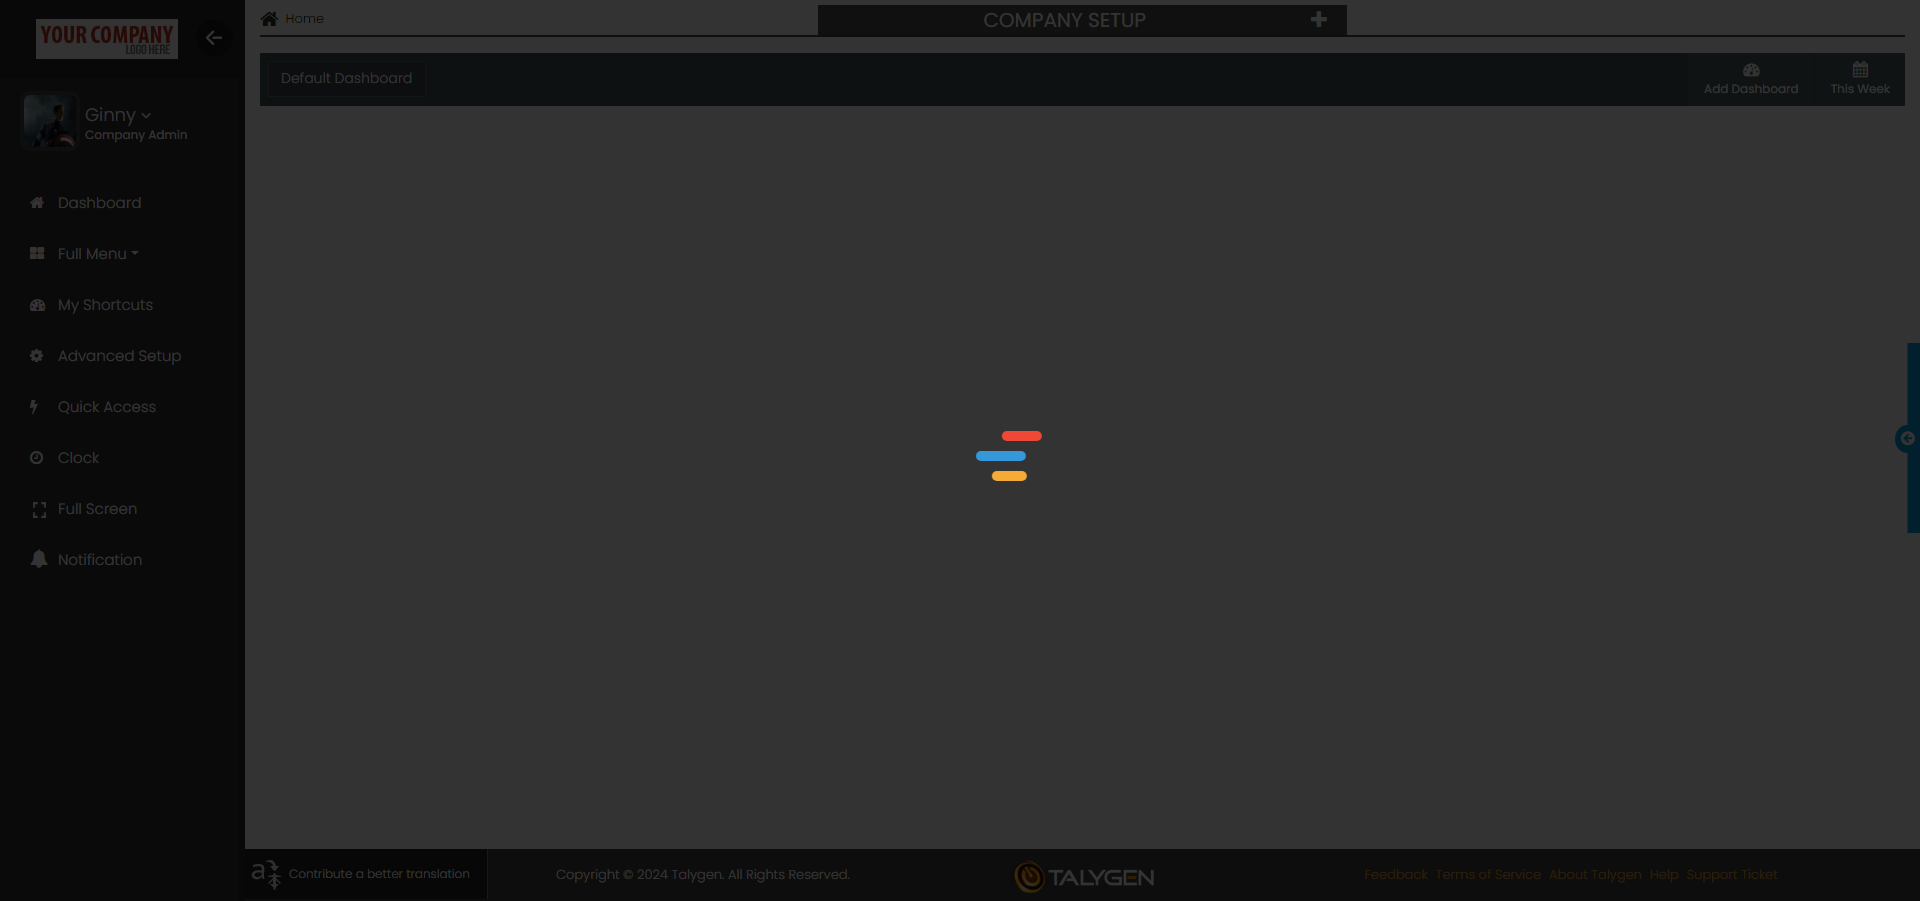 YOUR COMPANY
LOGO HERE
Home
COMPANY SETUP
Default Dashboard
Add Dashboard
This Week
Ginny
Company Admin
Dashboard
Full Menu
My Shortcuts
Advanced Setup
Quick Access
Clock
Full Screen
Notification
Contribute a better translation
Copyright © 2024 Talygen. All Rights Reserved.
TALYGEN
Feedback Terms of Service About Talygen Help Support Ticket